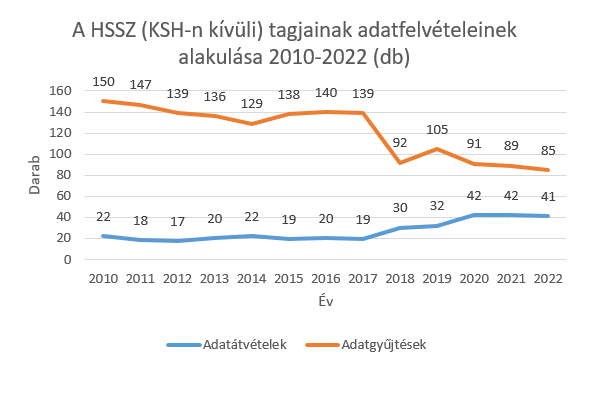 A HSSZ (KSH-n kívüli) tagjainak adatfelvételeinek
alakulása 2010-2022 (db)
160
140
120
100
80
60
40
20
0
Darab
150 147 139 136 129 138 140 139 92 105 91 89 85
22 18 17 20 22 19 20 19 30 32 42 42 41
2010 2011 2012 2013 2014 2015 2016 2017 2018 2019 2020 2021 2022
Év
Adatátvételek Adatgyűjtések